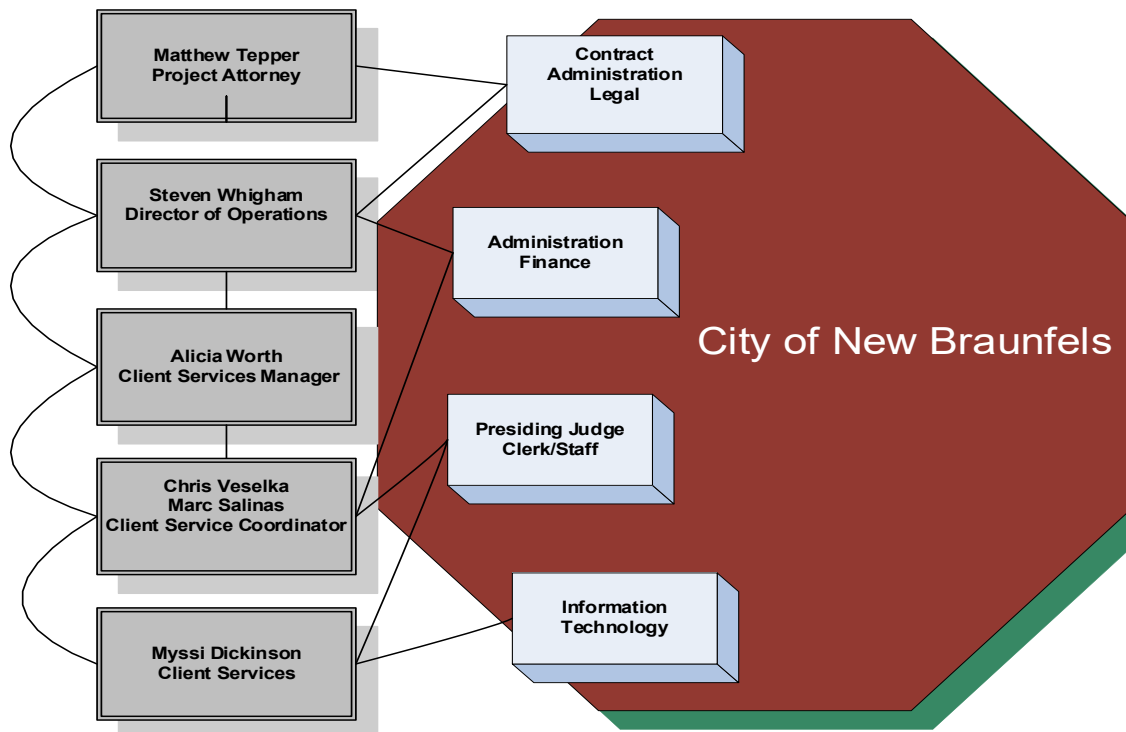 Matthew Tepper
Project Attorney
Steven Whigham
Director of Operations
Alicia Worth
Client Services Manager
Chris Veselka
Marc Salinas
Client Service Coordinator
Myssi Dickinson
Client Services
Contract
Administration
Legal
Administration
Finance
Presiding Judge
Clerk/Staff
Information
Technology
City of New Braunfels